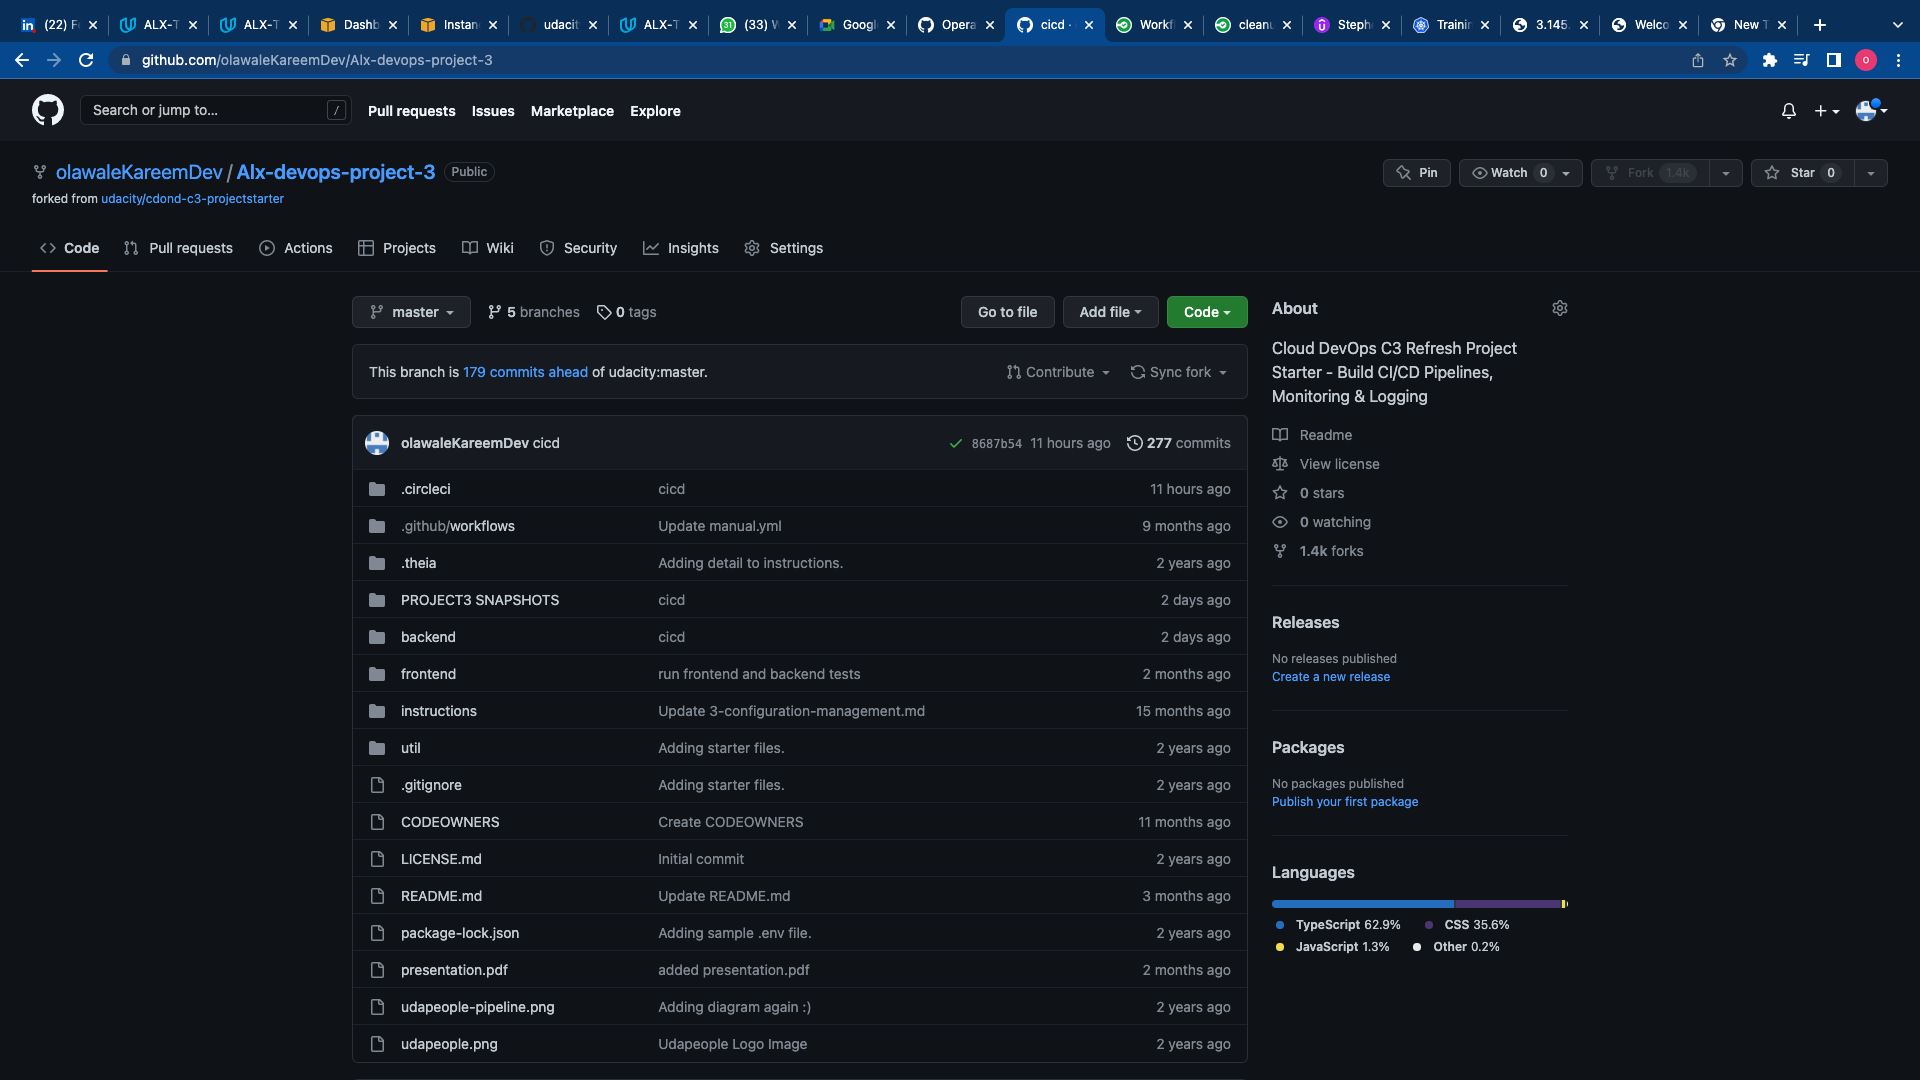 (22) F
ALX-T
ALX-T
Dashb
Instan
udacit
ALX-T
(33) W
Google
Opera
cicd ·
Workf
cleanu
Steph
Trainin
3.145.
Welco
New T
github.com/olawaleKareemDev/Alx-devops-project-3
Search or jump to... /
Pull requests Issues Marketplace Explore
olawaleKareemDev / Alx-devops-project-3 Public
forked from udacity/cdond-c3-projectstarter
Pin Watch 0 Fork 1.4k Star 0
Code Pull requests Actions Projects Wiki Security Insights Settings
master 5 branches 0 tags Go to file Add file Code
This branch is 179 commits ahead of udacity:master. Contribute Sync fork
olawaleKareemDev cicd 8687b54 11 hours ago 277 commits
.circleci cicd 11 hours ago
.github/workflows Update manual.yml 9 months ago
.theia Adding detail to instructions. 2 years ago
PROJECT3 SNAPSHOTS cicd 2 days ago
backend cicd 2 days ago
frontend run frontend and backend tests 2 months ago
instructions Update 3-configuration-management.md 15 months ago
util Adding starter files. 2 years ago
.gitignore Adding starter files. 2 years ago
CODEOWNERS Create CODEOWNERS 11 months ago
LICENSE.md Initial commit 2 years ago
README.md Update README.md 3 months ago
package-lock.json Adding sample .env file. 2 years ago
presentation.pdf added presentation.pdf 2 months ago
udapeople-pipeline.png Adding diagram again :) 2 years ago
udapeople.png Udapeople Logo Image 2 years ago
About
Cloud DevOps C3 Refresh Project
Starter - Build CI/CD Pipelines,
Monitoring & Logging
Readme
View license
0 stars
0 watching
1.4k forks
Releases
No releases published
Create a new release
Packages
No packages published
Publish your first package
Languages
TypeScript 62.9% CSS 35.6%
JavaScript 1.3% Other 0.2%